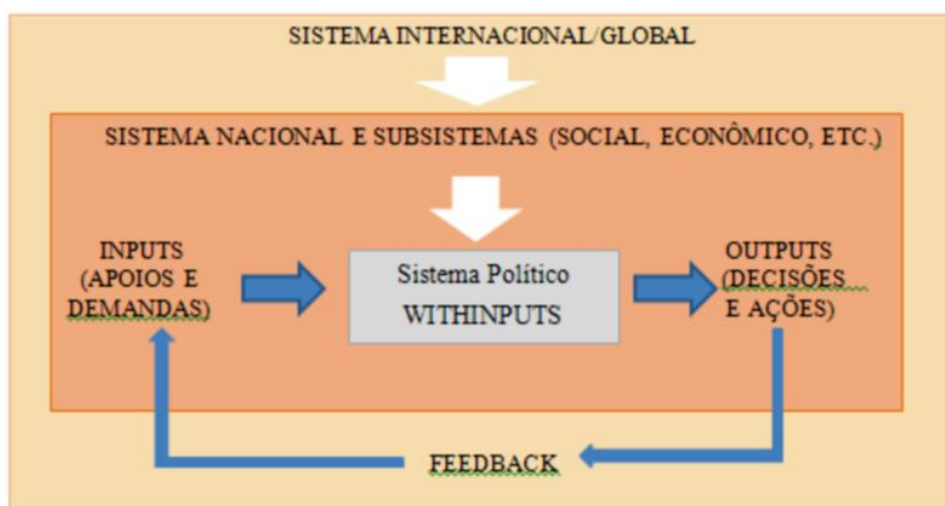 SISTEMA INTERNACIONAL/GLOBAL
SISTEMA NACIONAL E SUBSISTEMAS (SOCIAL, ECONÔMICO, ETC.)
INPUTS
(APOIOS E
DEMANDAS)
Sistema Político
WITHINPUTS
OUTPUTS
(DECISÕES
E AÇÕES)
FEEDBACK